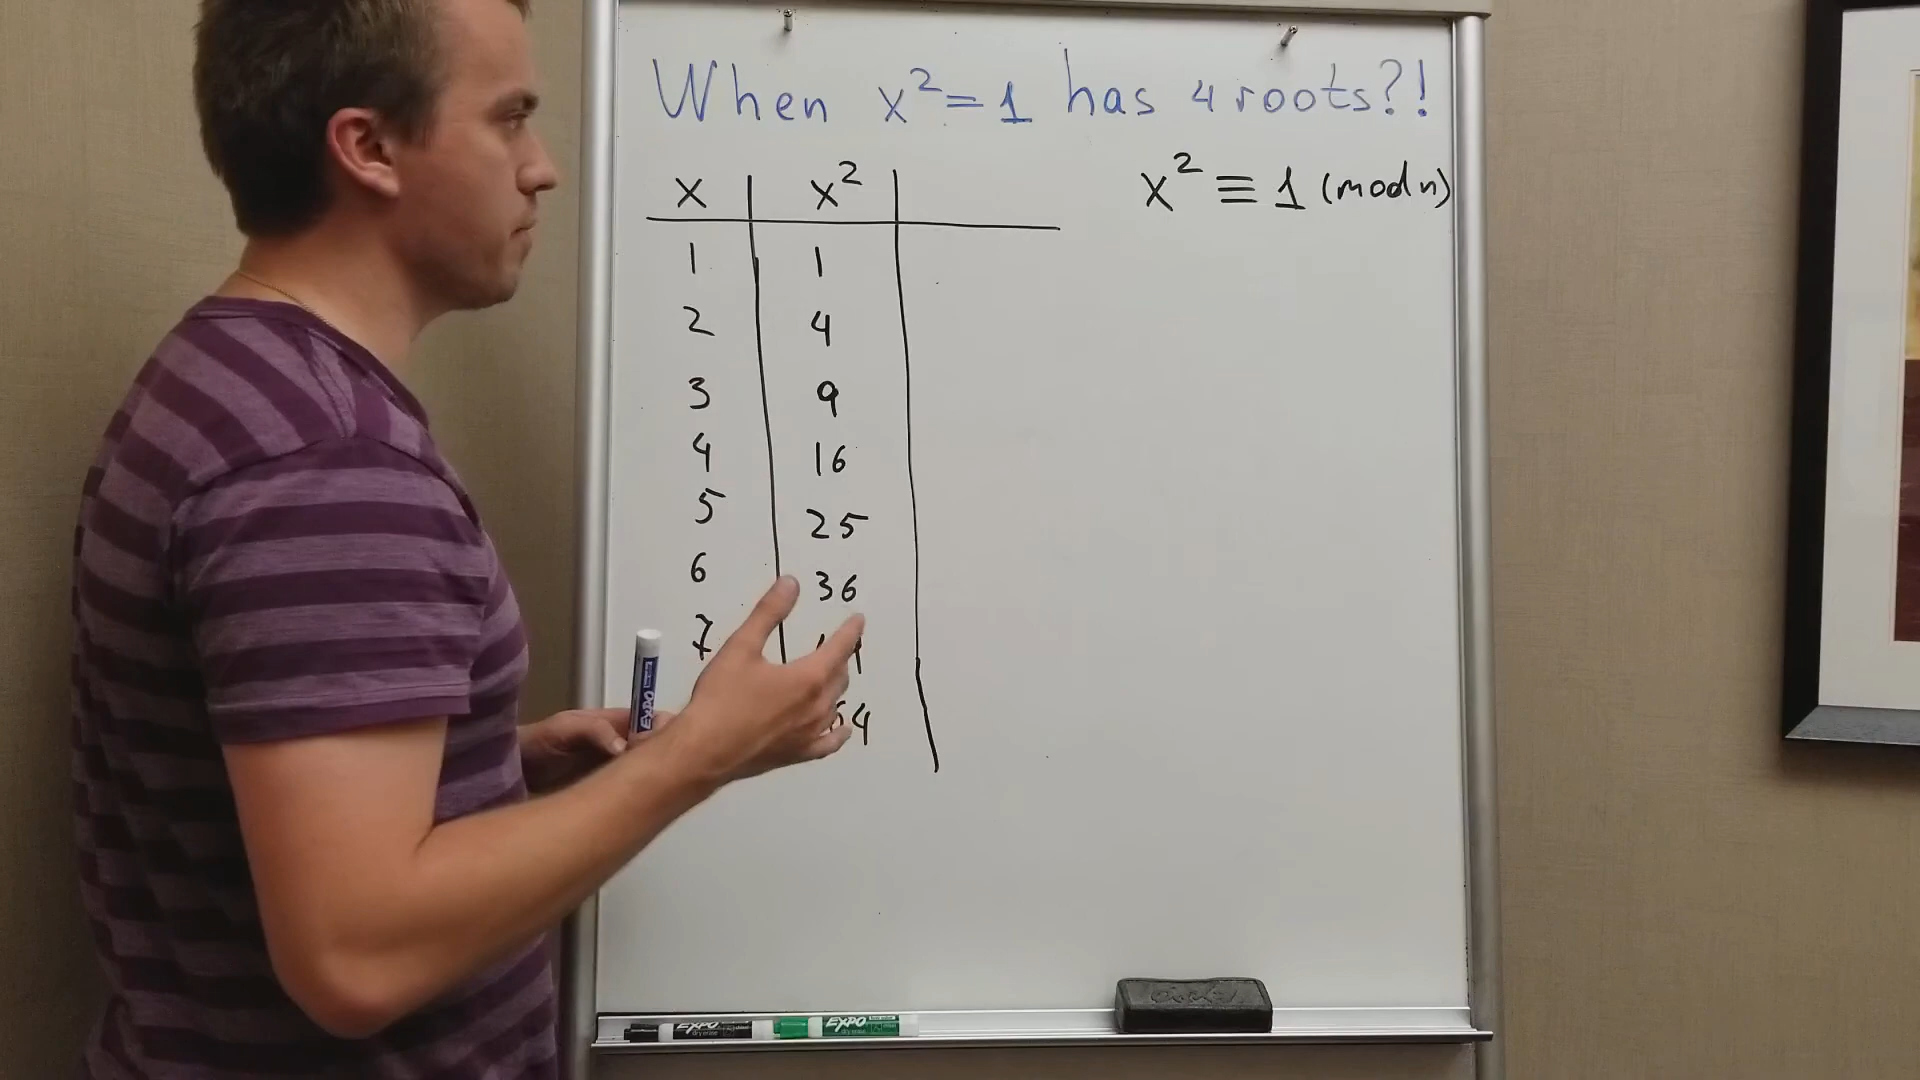 When x²=1 has 4 roots?!
x² ≡ 1 (mod n)
x x²
1 1
2 4
3 9
4 16
5 25
6 36
7
EXPO
EXPO
EXPO